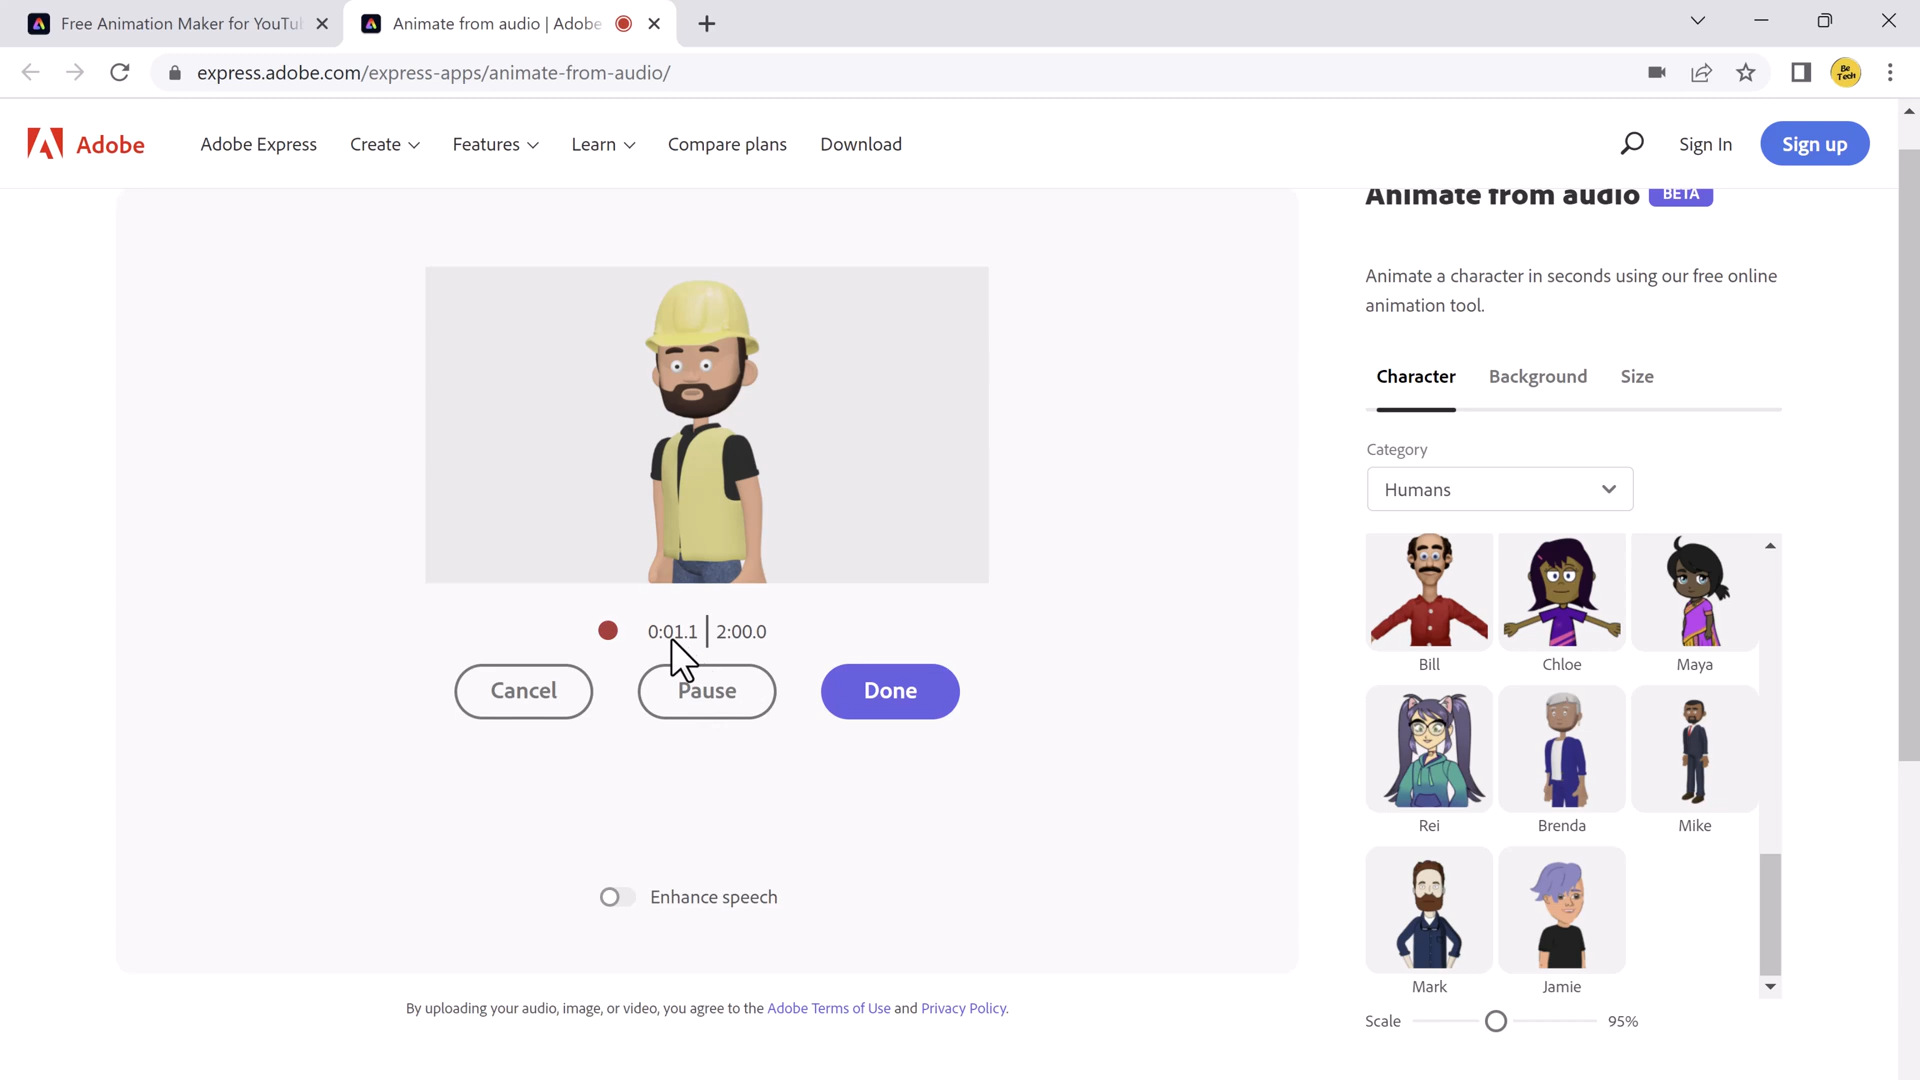 Free Animation Maker for YouTu
Animate from audio | Adobe
express.adobe.com/express-apps/animate-from-audio/
Be
Tech
Adobe
Adobe Express
Create
Features
Learn
Compare plans
Download
Sign In
Sign up
Animate from audio BETA
Animate a character in seconds using our free online
animation tool.
Character
Background
Size
Category
Humans
Bill
Chloe
Maya
Rei
Brenda
Mike
Mark
Jamie
Scale
95%
0:01.1 | 2:00.0
Cancel
Pause
Done
Enhance speech
By uploading your audio, image, or video, you agree to the Adobe Terms of Use and Privacy Policy.